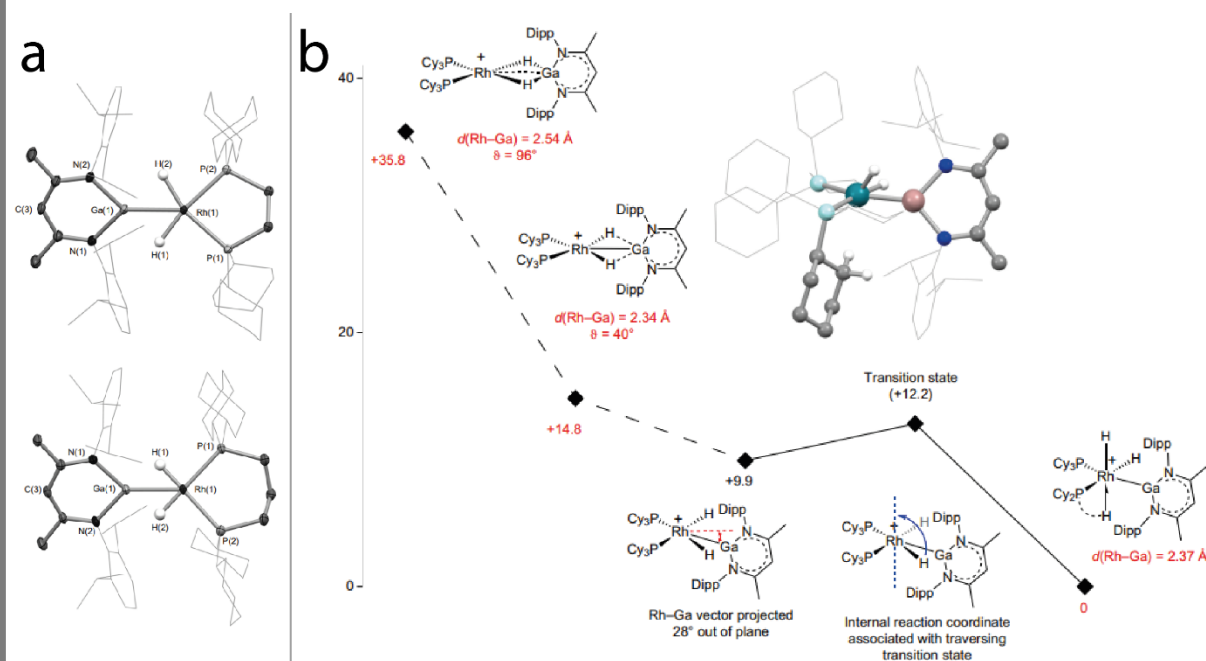 a
N(2)
H(2)
P(2)
C(3)
Ga(1)
Rh(1)
N(1)
H(1)
P(1)
N(1)
H(1)
P(1)
C(3)
Ga(1)
Rh(1)
N(2)
H(2)
P(2)
b
40
20
0
Dipp
Cy₃P
+
H
N
Cy₃P
Rh
Ga
H
N
Dipp
d(Rh–Ga) = 2.54 Å
ϑ = 96°
+35.8
Dipp
Cy₃P
+
H
N
Cy₃P
Rh
Ga
H
N
Dipp
d(Rh–Ga) = 2.34 Å
ϑ = 40°
+14.8
+9.9
Cy₃P
+
H
Dipp
Rh
N
Cy₃P
Ga
H
N
Dipp
Rh–Ga vector projected
28° out of plane
Transition state
(+12.2)
Cy₃P
+
H
Dipp
Rh
N
Cy₃P
Ga
H
N
Dipp
Internal reaction coordinate
associated with traversing
transition state
H
H
Dipp
Cy₃P
+
Rh
N
Cy₂P
Ga
H
N
Dipp
d(Rh–Ga) = 2.37 Å
0